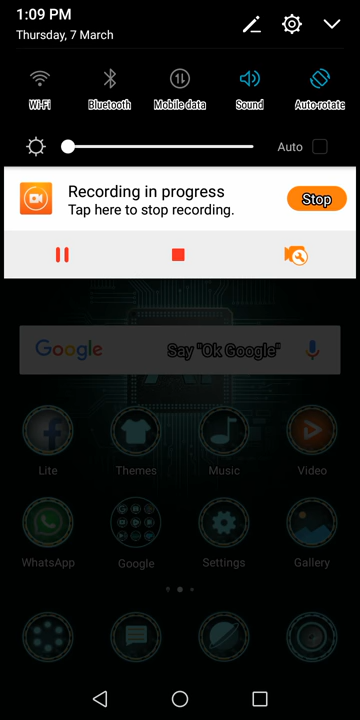 1:09 PM
Thursday, 7 March
Wi-Fi
Bluetooth
Mobile data
Sound
Auto-rotate
Auto
Recording in progress
Tap here to stop recording.
Stop
Google
Say "Ok Google"
Lite
Themes
Music
Video
WhatsApp
Google
Settings
Gallery